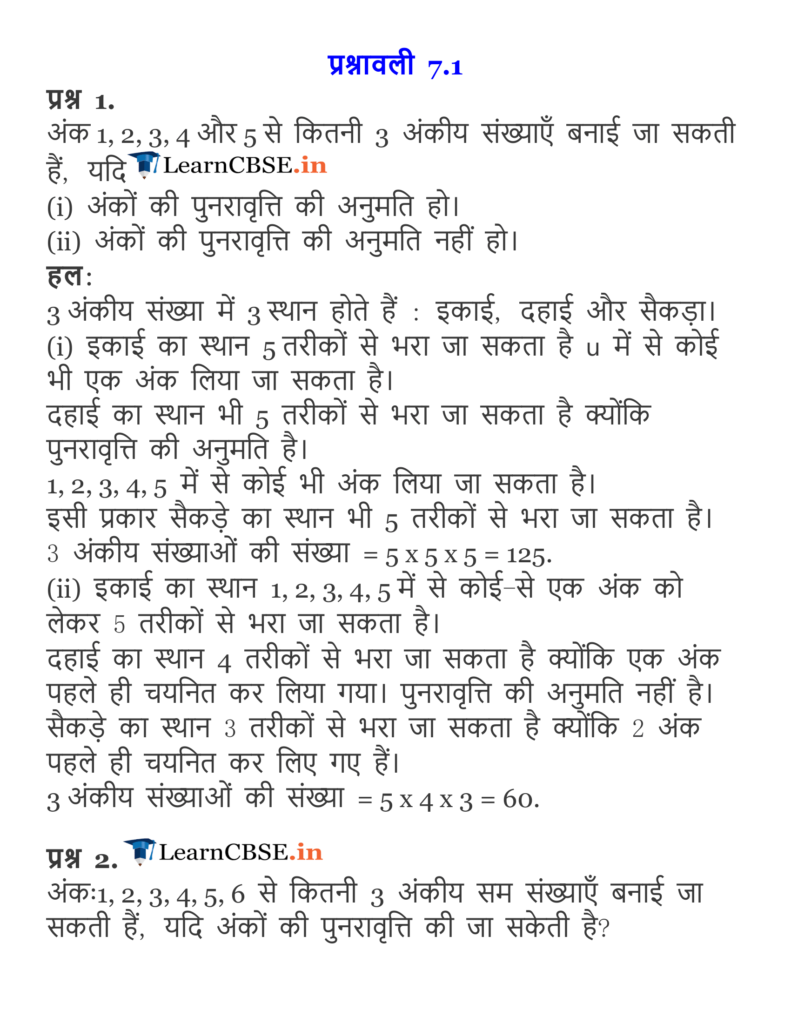 प्रश्नावली 7.1
प्रश्न 1.
अंक 1, 2, 3, 4 और 5 से कितनी 3 अंकीय संख्याएँ बनाई जा सकती
हैं, यदि LearnCBSE.in
(i) अंकों की पुनरावृत्ति की अनुमति हो।
(ii) अंकों की पुनरावृत्ति की अनुमति नहीं हो।
हल:
3 अंकीय संख्या में 3 स्थान होते हैं : इकाई, दहाई और सैकड़ा।
(i) इकाई का स्थान 5 तरीकों से भरा जा सकता है u में से कोई
भी एक अंक लिया जा सकता है।
दहाई का स्थान भी 5 तरीकों से भरा जा सकता है क्योंकि
पुनरावृत्ति की अनुमति है।
1, 2, 3, 4, 5 में से कोई भी अंक लिया जा सकता है।
इसी प्रकार सैकड़े का स्थान भी 5 तरीकों से भरा जा सकता है।
3 अंकीय संख्याओं की संख्या = 5 x 5 x 5 = 125.
(ii) इकाई का स्थान 1, 2, 3, 4, 5 में से कोई-से एक अंक को
लेकर 5 तरीकों से भरा जा सकता है।
दहाई का स्थान 4 तरीकों से भरा जा सकता है क्योंकि एक अंक
पहले ही चयनित कर लिया गया। पुनरावृत्ति की अनुमति नहीं है।
सैकड़े का स्थान 3 तरीकों से भरा जा सकता है क्योंकि 2 अंक
पहले ही चयनित कर लिए गए हैं।
3 अंकीय संख्याओं की संख्या = 5 x 4 x 3 = 60.
प्रश्न 2. LearnCBSE.in
अंकः1, 2, 3, 4, 5, 6 से कितनी 3 अंकीय सम संख्याएँ बनाई जा
सकती हैं, यदि अंकों की पुनरावृत्ति की जा सकेती है?